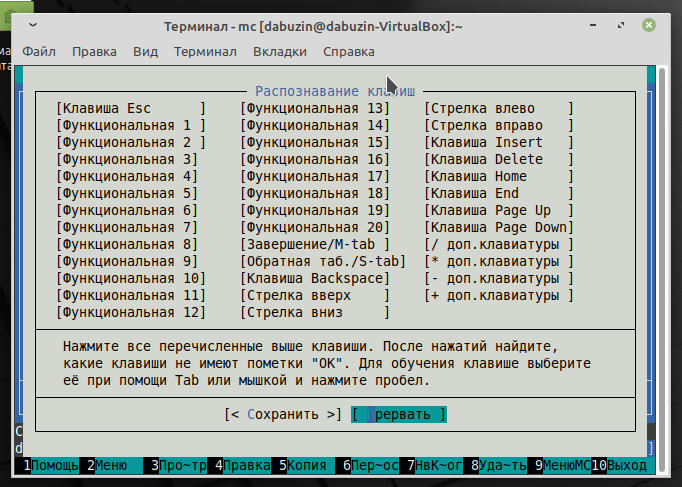 Терминал - mc [dabuzin@dabuzin-VirtualBox]:~
Файл Правка Вид Терминал Вкладки Справка
Распознавание клавиш
[Клавиша Esc ] [Функциональная 13] [Стрелка влево ]
[Функциональная 1 ] [Функциональная 14] [Стрелка вправо ]
[Функциональная 2 ] [Функциональная 15] [Клавиша Insert ]
[Функциональная 3] [Функциональная 16] [Клавиша Delete ]
[Функциональная 4] [Функциональная 17] [Клавиша Home ]
[Функциональная 5] [Функциональная 18] [Клавиша End ]
[Функциональная 6] [Функциональная 19] [Клавиша Page Up ]
[Функциональная 7] [Функциональная 20] [Клавиша Page Down]
[Функциональная 8] [Завершение/M-tab ] [/ доп.клавиатуры ]
[Функциональная 9] [Обратная таб./S-tab] [* доп.клавиатуры ]
[Функциональная 10] [Клавиша Backspace] [- доп.клавиатуры ]
[Функциональная 11] [Стрелка вверх ] [+ доп.клавиатуры ]
[Функциональная 12] [Стрелка вниз ]
Нажмите все перечисленные выше клавиши. После нажатий найдите,
какие клавиши не имеют пометки "OK". Для обучения клавише выберите
её при помощи Tab или мышкой и нажмите пробел.
[< Сохранить >] [ Прервать ]
1Помощь 2Меню 3Про~тр 4Правка 5Копия 6Пер~ос 7НвК~ог 8Уда~ть 9МенюMC 10Выход